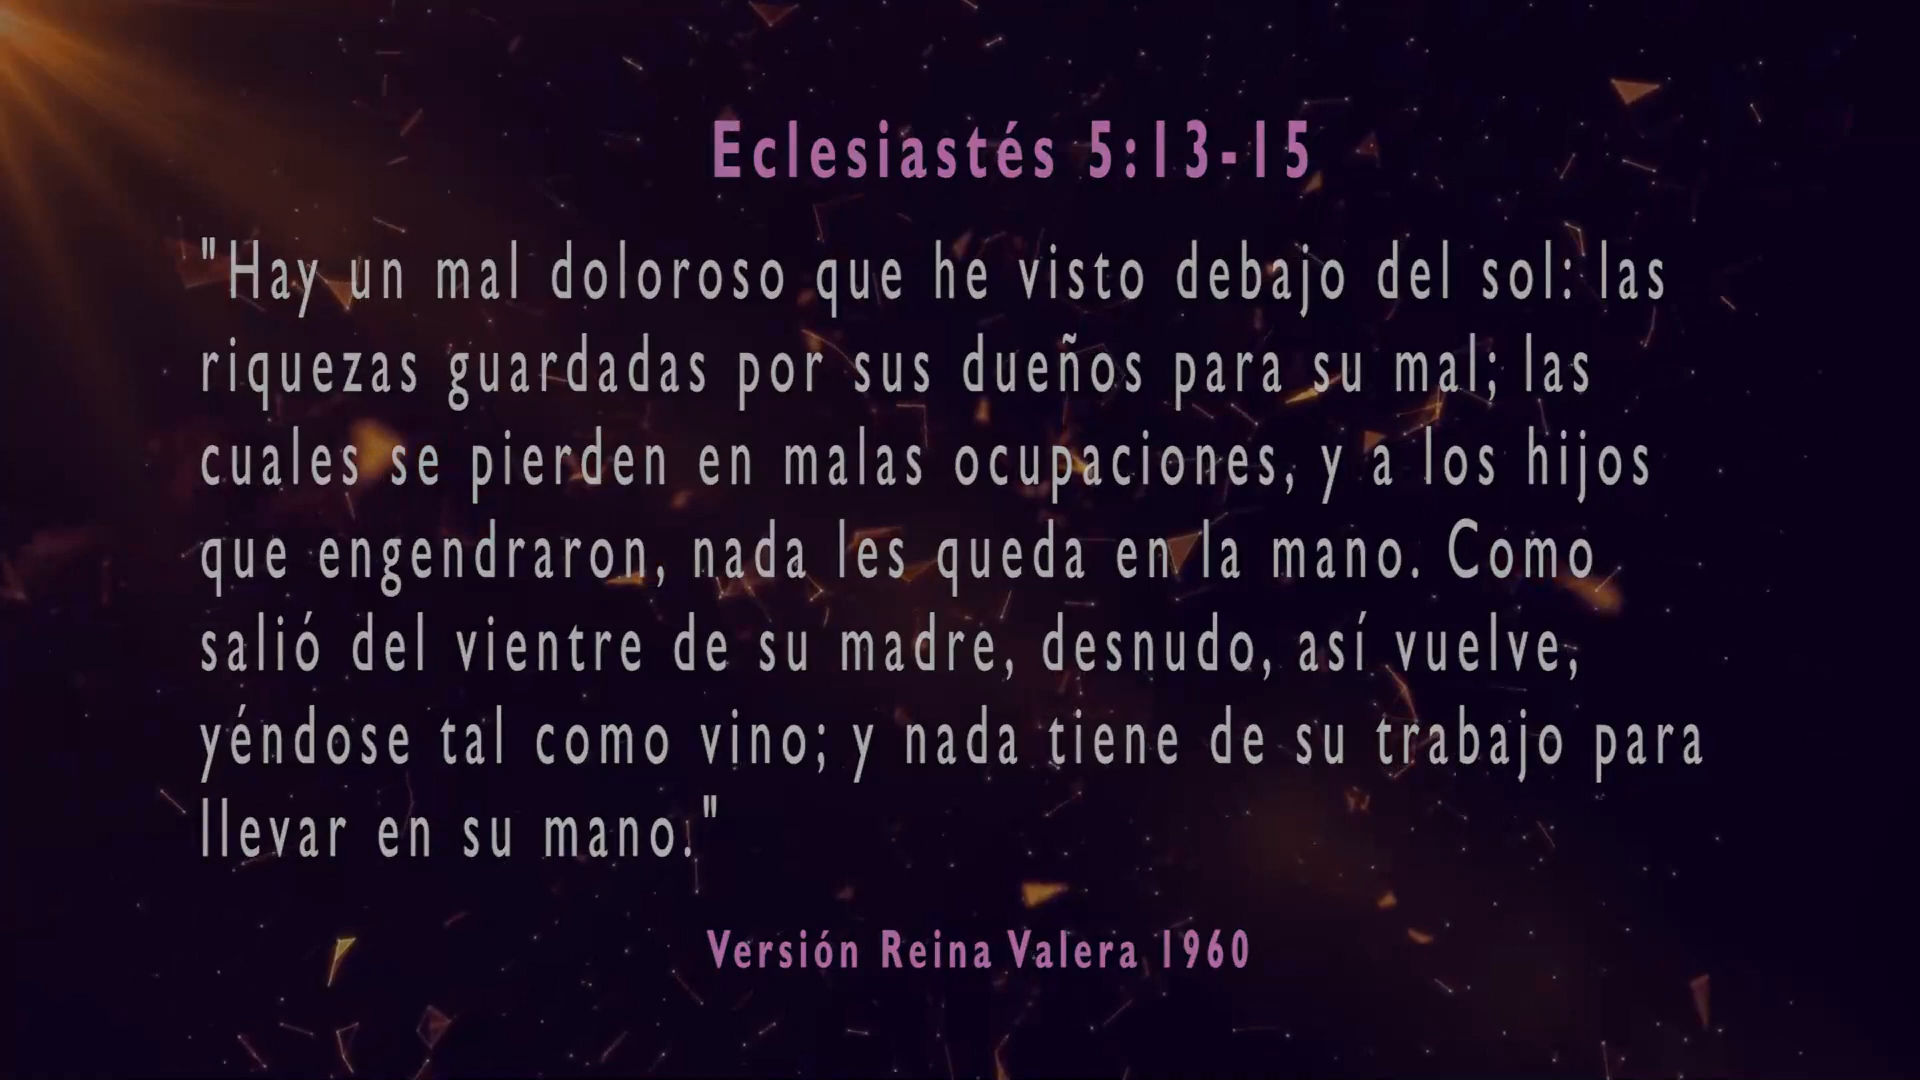 Eclesiastés 5:13-15
"Hay un mal doloroso que he visto debajo del sol: las
riquezas guardadas por sus dueños para su mal; las
cuales se pierden en malas ocupaciones, y a los hijos
que engendraron, nada les queda en la mano. Como
salió del vientre de su madre, desnudo, así vuelve,
yéndose tal como vino; y nada tiene de su trabajo para
llevar en su mano."
Versión Reina Valera 1960